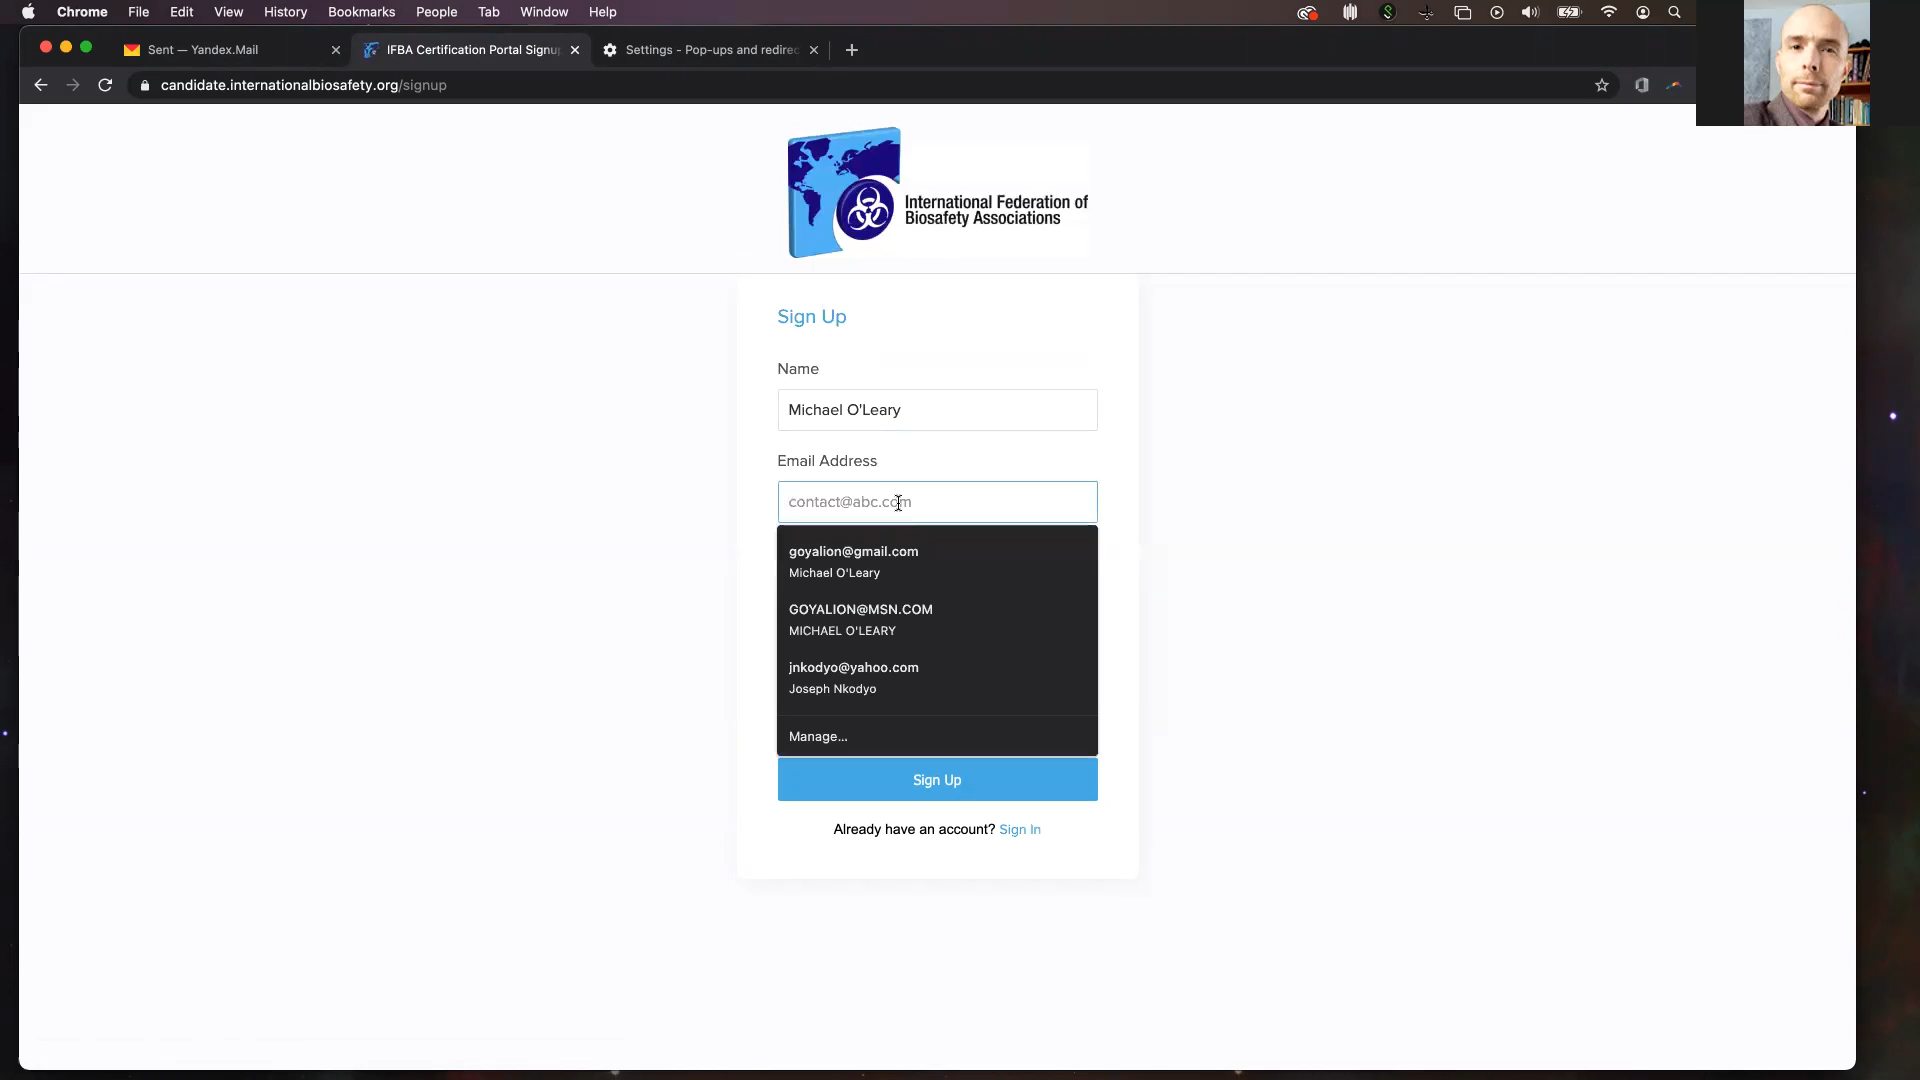 Chrome File Edit View History Bookmarks People Tab Window Help
Sent — Yandex.Mail
IFBA Certification Portal Signup
Settings - Pop-ups and redirec
candidate.internationalbiosafety.org/signup
International Federation of
Biosafety Associations
Sign Up
Name
Michael O'Leary
Email Address
contact@abc.com
goyalion@gmail.com
Michael O'Leary
GOYALION@MSN.COM
MICHAEL O'LEARY
jnkodyo@yahoo.com
Joseph Nkodyo
Manage...
Sign Up
Already have an account? Sign In